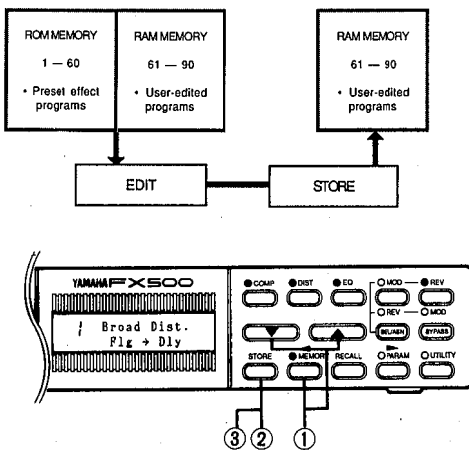 ROM MEMORY
1 — 60
• Preset effect
programs
RAM MEMORY
61 — 90
• User-edited
programs
RAM MEMORY
61 — 90
• User-edited
programs
EDIT
STORE
YAMAHA FX500
1 Broad Dist.
Flg → Dly
COMP DIST EQ MOD REV
REV MOD
SEL/ASN BYPASS
STORE MEMORY RECALL PARAM UTILITY
③ ② ①